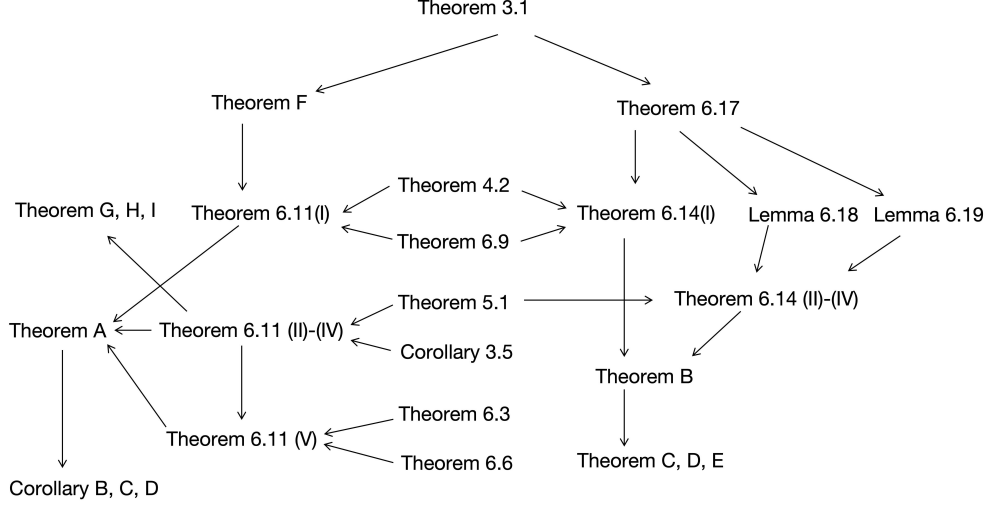 Theorem 3.1
Theorem F
Theorem 6.17
Theorem 4.2
Theorem G, H, I
Theorem 6.11(I)
Theorem 6.14(I)
Lemma 6.18
Lemma 6.19
Theorem 6.9
Theorem 5.1
Theorem 6.14 (II)-(IV)
Theorem A
Theorem 6.11 (II)-(IV)
Corollary 3.5
Theorem B
Theorem 6.3
Theorem 6.11 (V)
Theorem 6.6
Theorem C, D, E
Corollary B, C, D